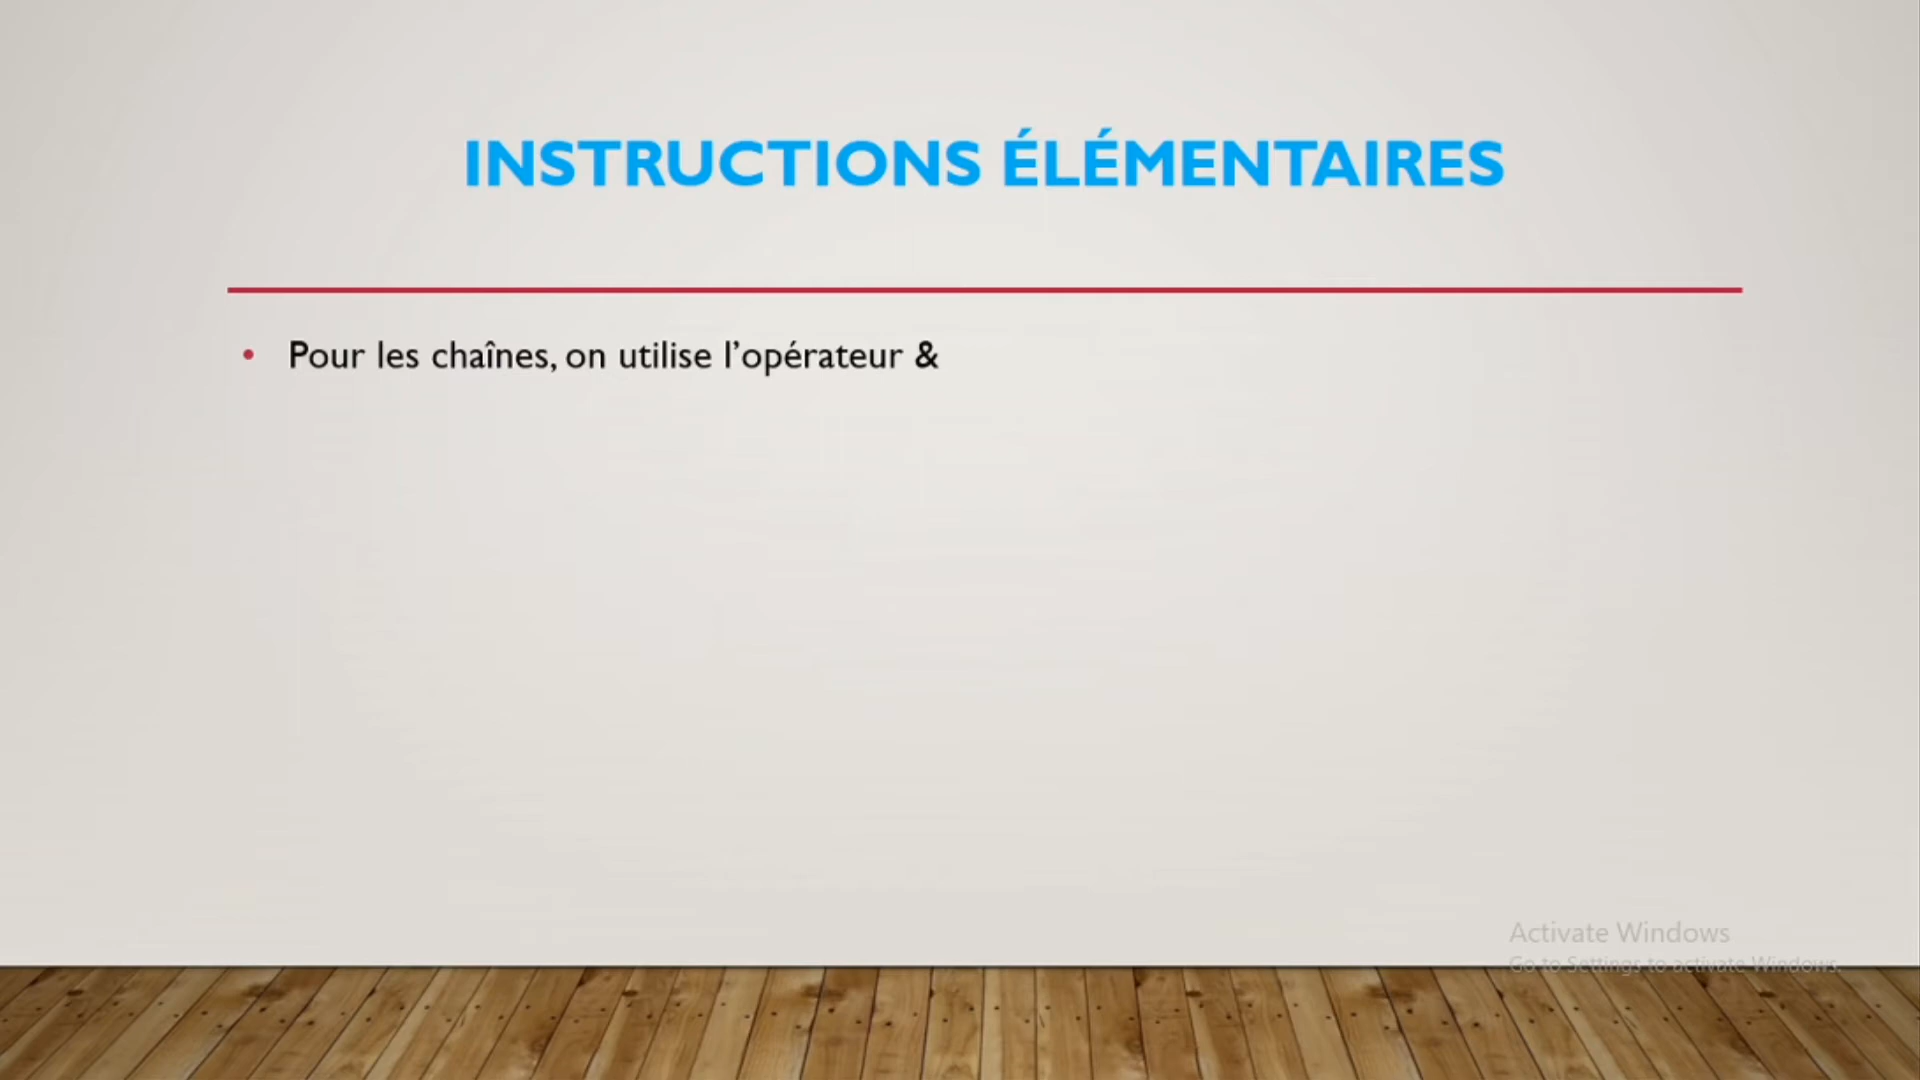 INSTRUCTIONS ÉLÉMENTAIRES
• Pour les chaînes, on utilise l’opérateur &
Activate Windows
Go to Settings to activate Windows.